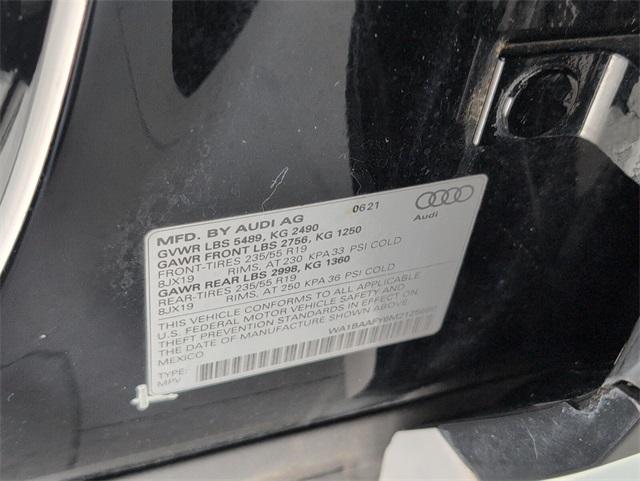 MFD. BY AUDI AG 0621
Audi
GVWR LBS 5489, KG 2490
GAWR FRONT LBS 2756, KG 1250
FRONT-TIRES 235/55 R19
8JX19 RIMS, AT 230 KPA 33 PSI COLD
GAWR REAR LBS 2998, KG 1360
REAR-TIRES 235/55 R19
8JX19 RIMS, AT 250 KPA 36 PSI COLD
THIS VEHICLE CONFORMS TO ALL APPLICABLE
U.S. FEDERAL MOTOR VEHICLE SAFETY AND
THEFT PREVENTION STANDARDS IN EFFECT ON
THE DATE OF MANUFACTURE SHOWN ABOVE.
MEXICO
TYPE:
MPV